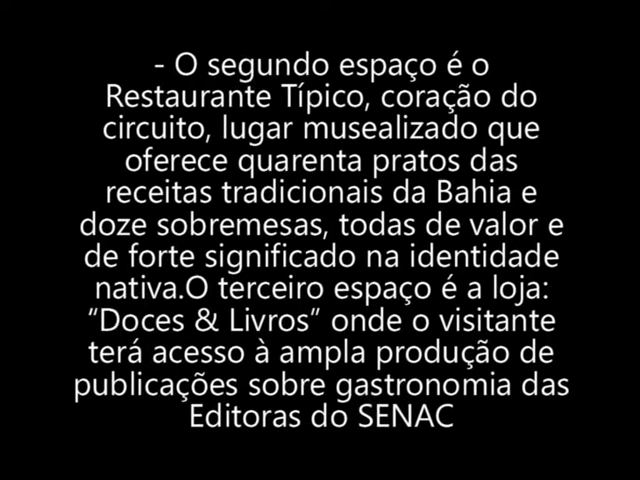 - O segundo espaço é o
Restaurante Típico, coração do
circuito, lugar musealizado que
oferece quarenta pratos das
receitas tradicionais da Bahia e
doze sobremesas, todas de valor e
de forte significado na identidade
nativa.O terceiro espaço é a loja:
“Doces & Livros” onde o visitante
terá acesso à ampla produção de
publicações sobre gastronomia das
Editoras do SENAC